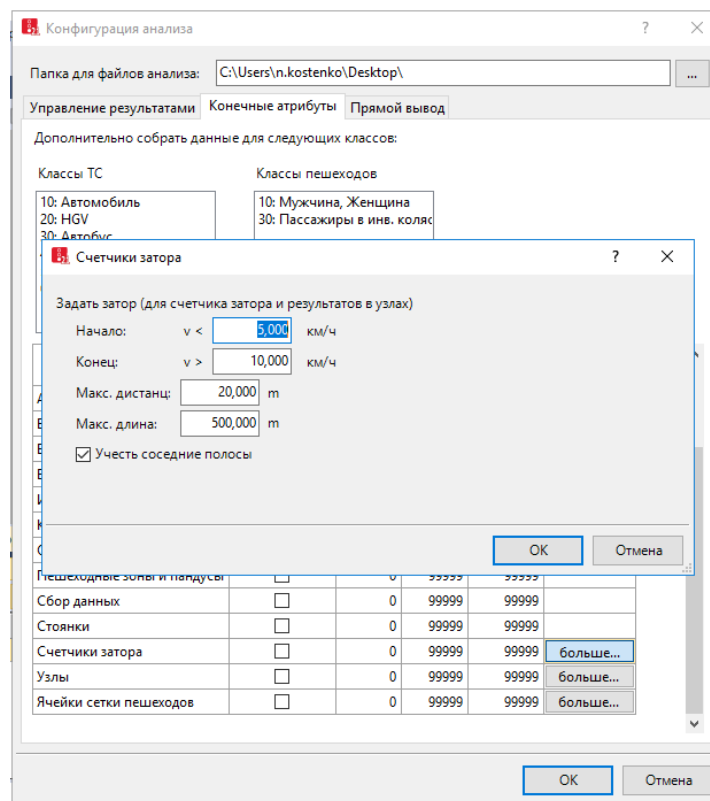 Конфигурация анализа ?
Папка для файлов анализа: C:\Users\n.kostenko\Desktop\ ...
Управление результатами Конечные атрибуты Прямой вывод
Дополнительно собрать данные для следующих классов:
Классы ТС Классы пешеходов
10: Автомобиль 10: Мужчина, Женщина
20: HGV 30: Пассажиры в инв. коляс
30: Автобус
Счетчики затора ?
Задать затор (для счетчика затора и результатов в узлах)
Начало: v < 5,000 км/ч
Конец: v > 10,000 км/ч
Макс. дистанц: 20,000 m
Макс. длина: 500,000 m
Учесть соседние полосы
OK Отмена
Пешеходные зоны и пандусы 0 99999 99999
Сбор данных 0 99999 99999
Стоянки 0 99999 99999
Счетчики затора 0 99999 99999 больше...
Узлы 0 99999 99999 больше...
Ячейки сетки пешеходов 0 99999 99999 больше...
OK Отмена